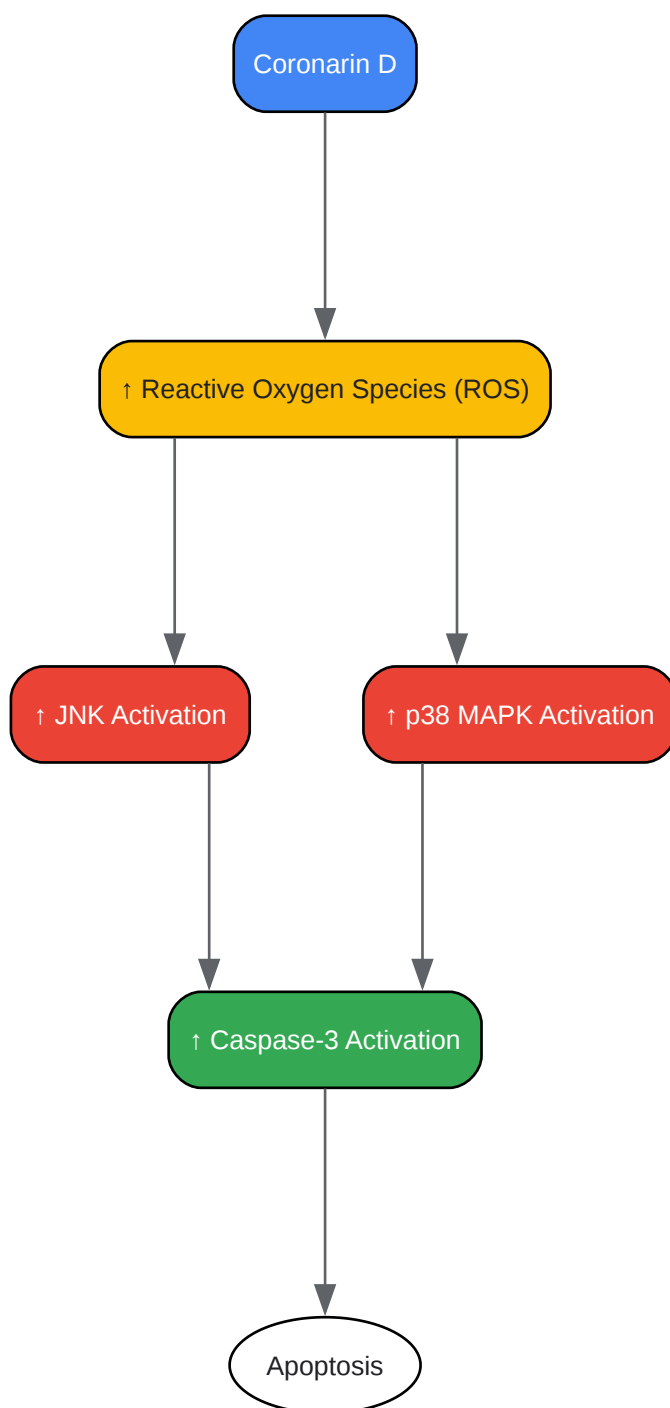 Coronarin D
↑ Reactive Oxygen Species (ROS)
↑ JNK Activation
↑ p38 MAPK Activation
↑ Caspase-3 Activation
Apoptosis